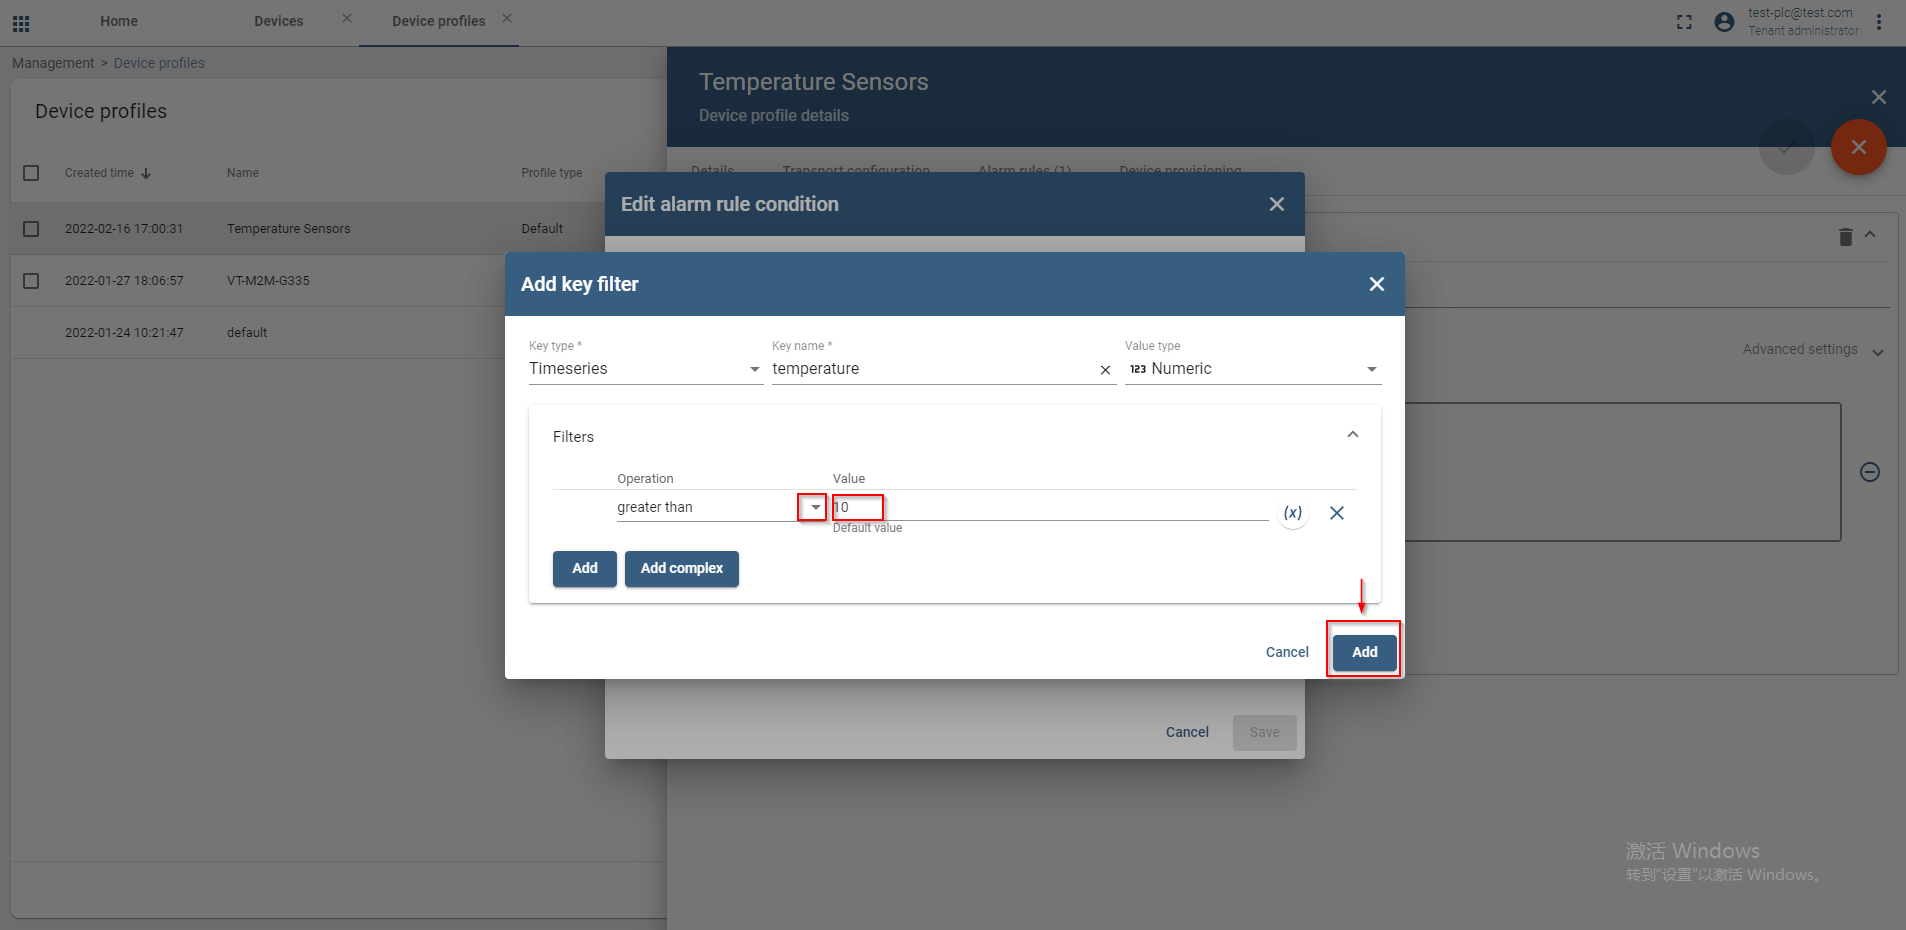 Home Devices Device profiles
test-plc@test.com
Tenant administrator
Management > Device profiles
Temperature Sensors
Device profile details
Device profiles
Details Transport configuration Alarm rules (1) Device provisioning
Created time Name Profile type
2022-02-16 17:00:31 Temperature Sensors Default
2022-01-27 18:06:57 VT-M2M-G335
2022-01-24 10:21:47 default
Edit alarm rule condition
Advanced settings
Add key filter
Key type * Key name * Value type
Timeseries temperature 123 Numeric
Filters
Operation Value
greater than 10 (x)
Default value
Add Add complex
Cancel Add
Cancel Save
激活 Windows
转到"设置"以激活 Windows。